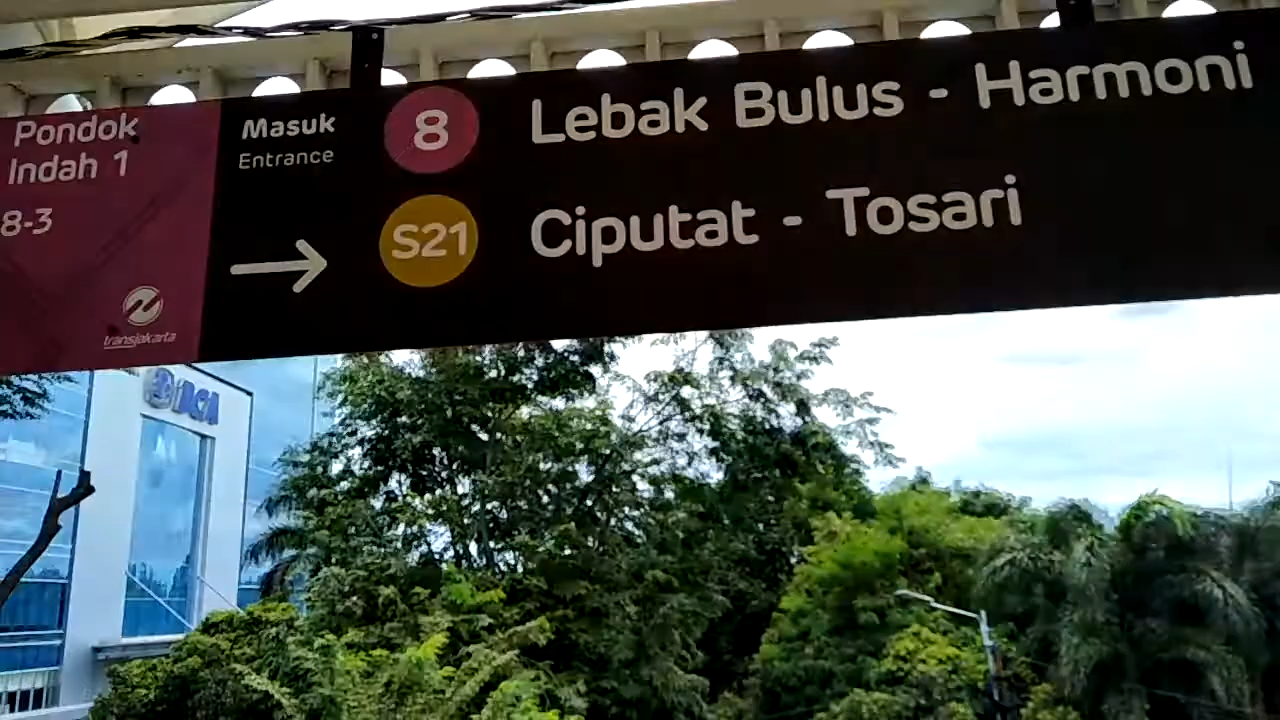 Pondok
Indah 1
8-3
transjakarta
Masuk
Entrance
8 Lebak Bulus - Harmoni
S21 Ciputat - Tosari
BCA